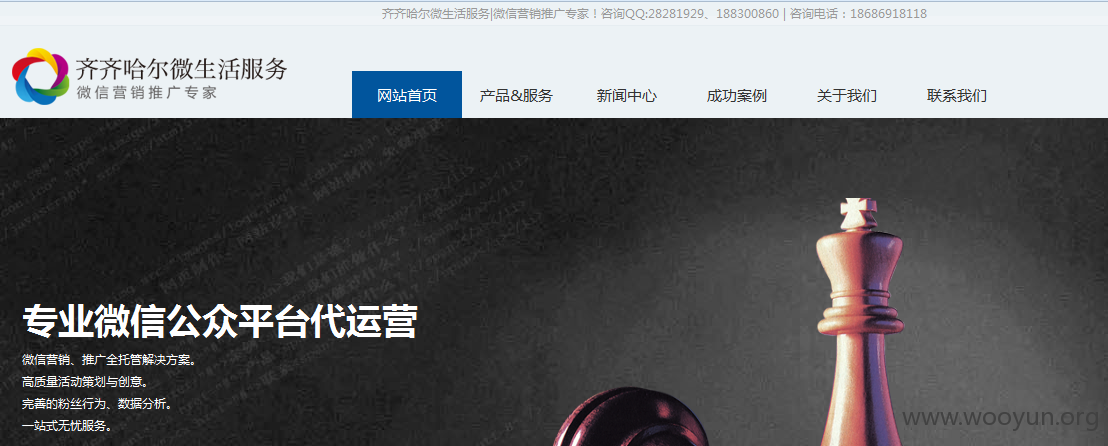 齐齐哈尔微生活服务|微信营销推广专家！咨询QQ:28281929、188300860 | 咨询电话：18686918118
齐齐哈尔微生活服务
微信营销推广专家
网站首页 产品&服务 新闻中心 成功案例 关于我们 联系我们
专业微信公众平台代运营
微信营销、推广全托管解决方案。
高质量活动策划与创意。
完善的粉丝行为、数据分析。
一站式无忧服务。
www.wooyun.org